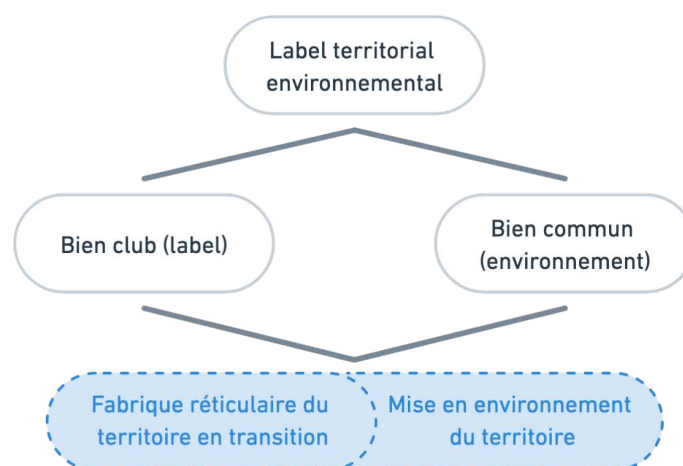 Label territorial
environnemental
Bien club (label)
Bien commun
(environnement)
Fabrique réticulaire du
territoire en transition
Mise en environnement
du territoire